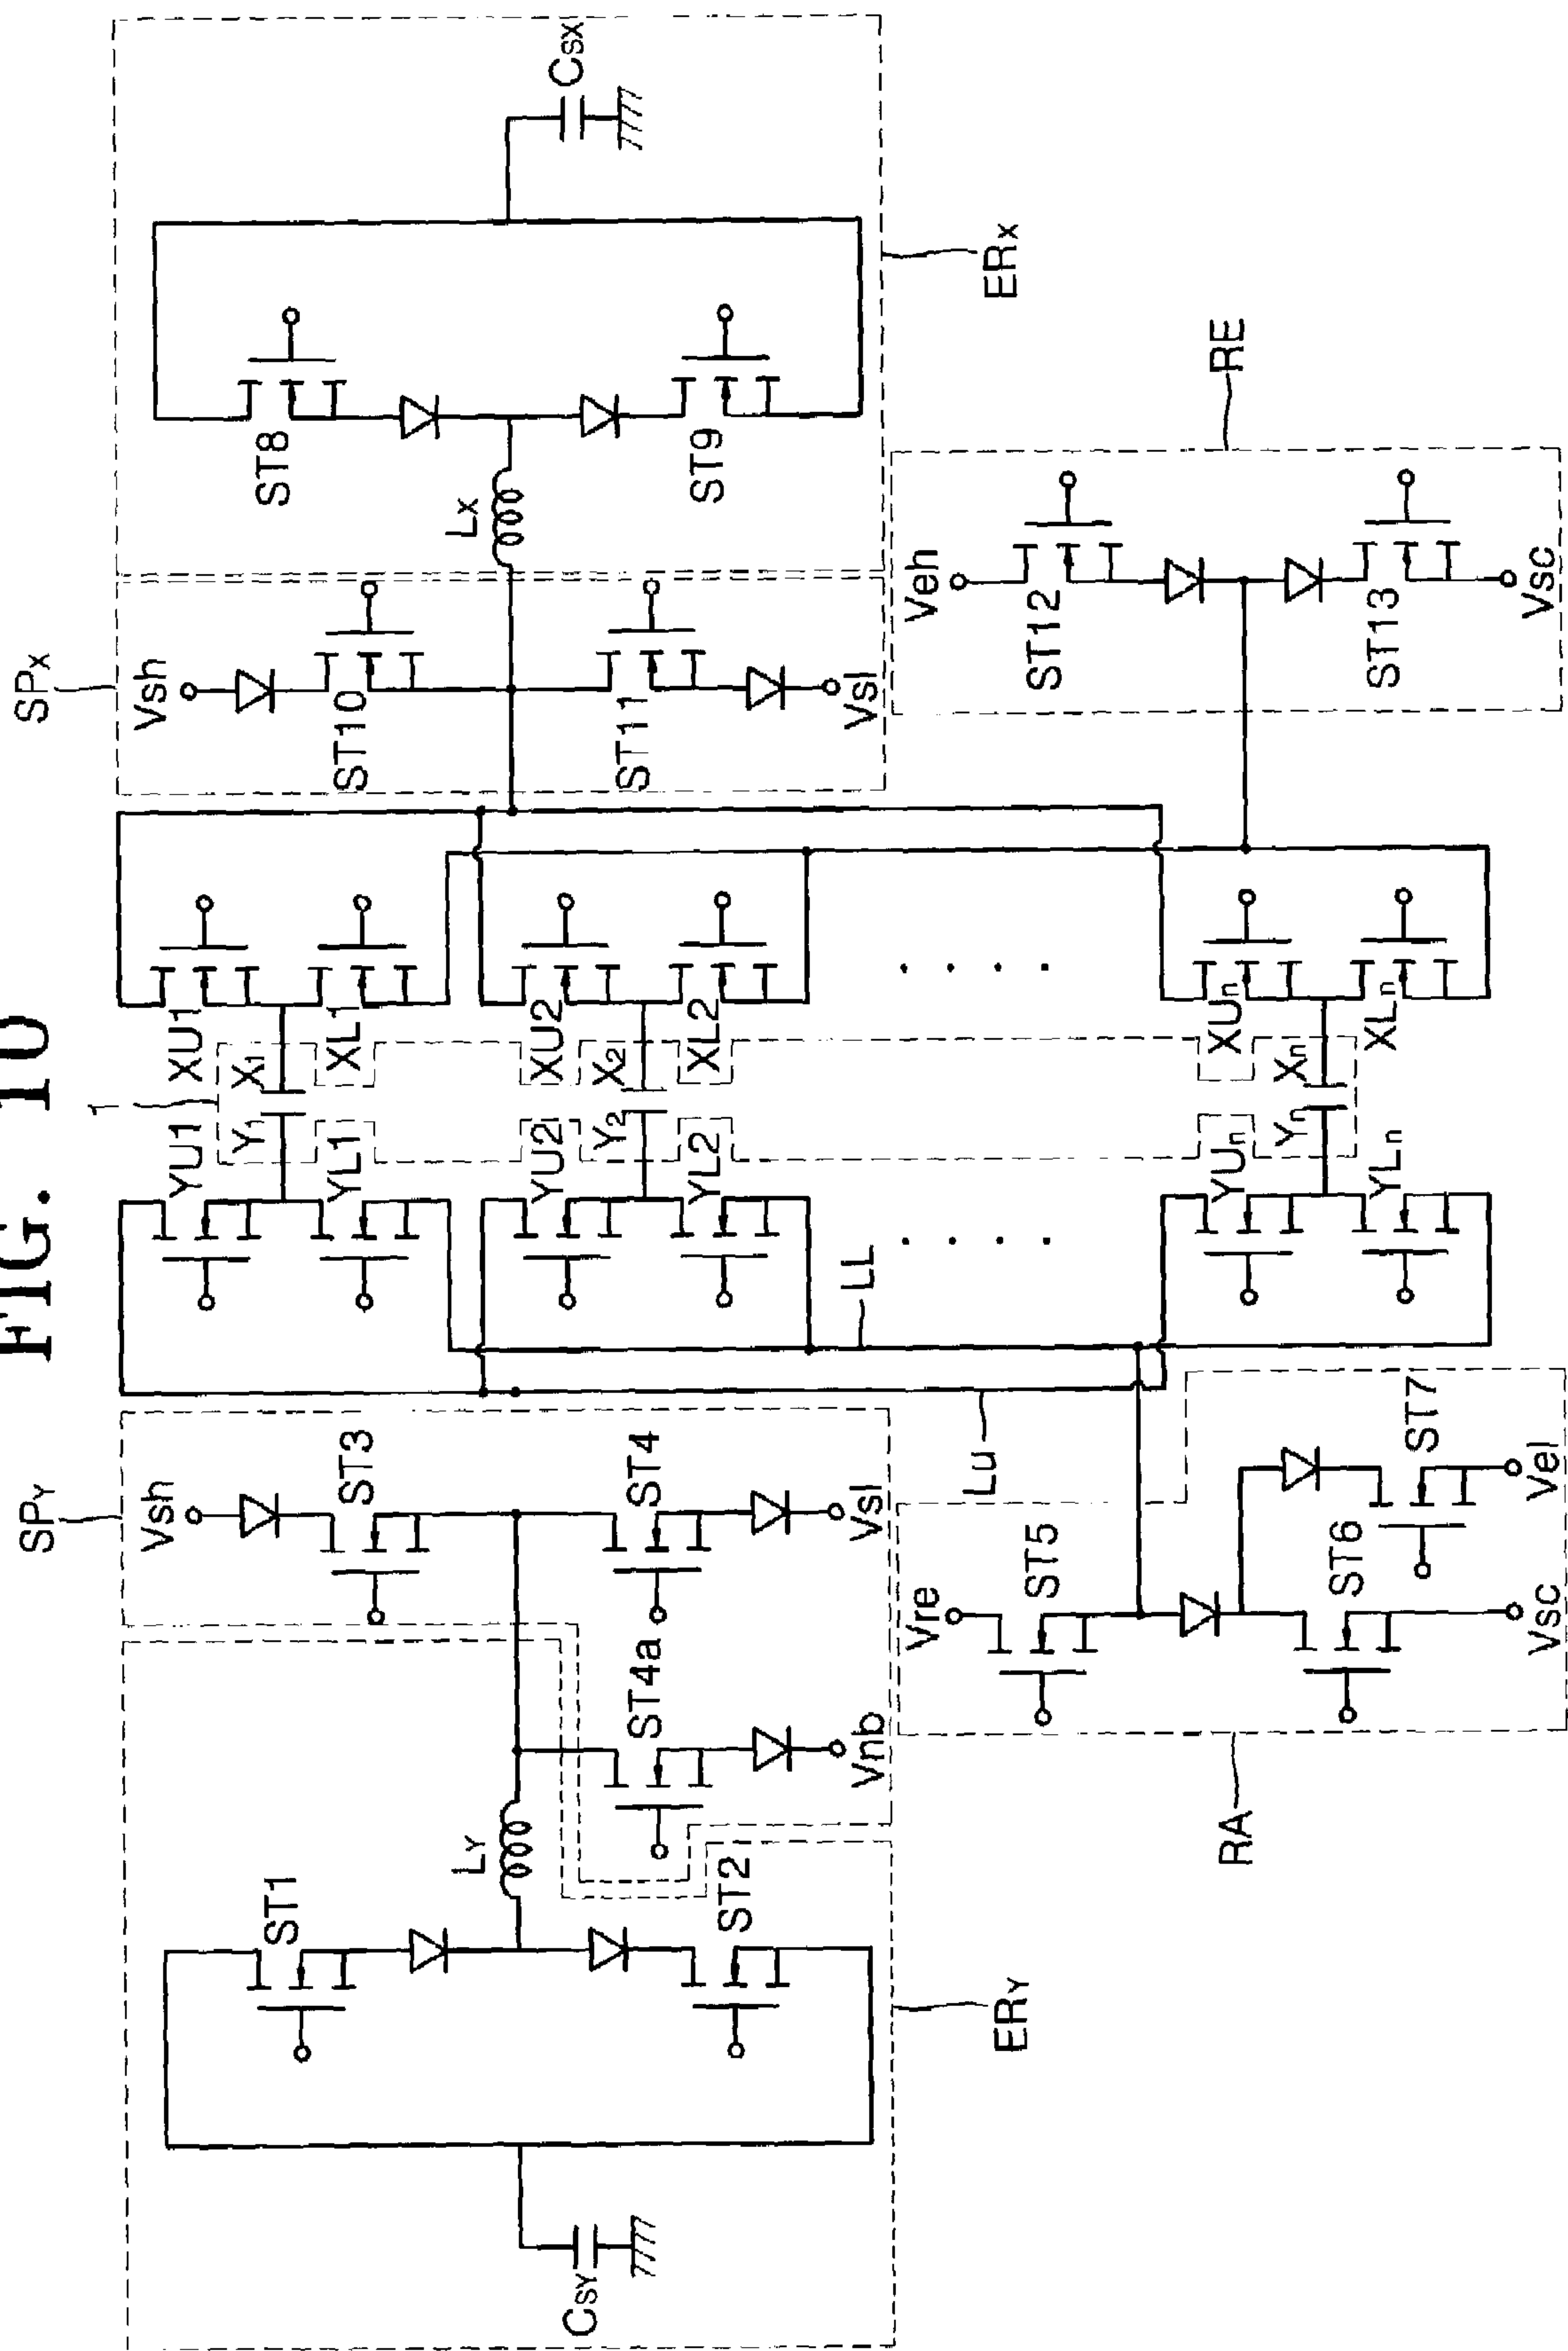 FIG. 10
SPY
SPX
Vsh
ST3
ST4
Vsl
ST4a
Vnb
ST1
LY
ST2
CSY
ERY
YU1
Y1
YL1
XU1
X1
XL1
1
YU2
Y2
YL2
XU2
X2
XL2
. . . .
. . . .
YUn
Yn
YLn
XUn
Xn
XLn
LL
Lu
Vsh
ST10
ST11
Vsl
LX
ST8
ST9
CSX
ERX
Vre
ST5
ST6
ST7
Vsc
Vel
RA
Veh
ST12
ST13
Vsc
RE